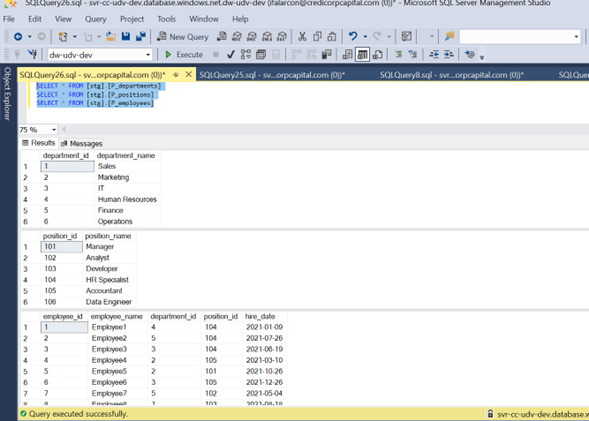 SQLQuery26.sql - svr-cc-udv-dev.database.windows.net.dw-udv-dev (ifalarcon@credicorpcapital.com (0))* - Microsoft SQL Server Management Studio
File Edit View Query Project Tools Window Help
New Query
dw-udv-dev Execute
Object Explorer
SQLQuery26.sql - sv...orpcapital.com (0))* SQLQuery25.sql - sv...orpcapital.com (0))* SQLQuery8.sql - svr...orpcapital.com (0))* SQLQue
SELECT * FROM [stg].[P_departments]
SELECT * FROM [stg].[P_positions]
SELECT * FROM [stg].[P_employees]
75 %
Results Messages
department_id department_name
1 1 Sales
2 2 Marketing
3 3 IT
4 4 Human Resources
5 5 Finance
6 6 Operations
position_id position_name
1 101 Manager
2 102 Analyst
3 103 Developer
4 104 HR Specialist
5 105 Accountant
6 106 Data Engineer
employee_id employee_name department_id position_id hire_date
1 1 Employee1 4 104 2021-01-09
2 2 Employee2 5 104 2021-07-26
3 3 Employee3 3 104 2021-06-19
4 4 Employee4 2 105 2021-03-10
5 5 Employee5 2 101 2021-10-26
6 6 Employee6 3 105 2021-12-26
7 7 Employee7 5 102 2021-05-04
8 8 Employee8 1 103 2021-08-18
Query executed successfully. svr-cc-udv-dev.database.w